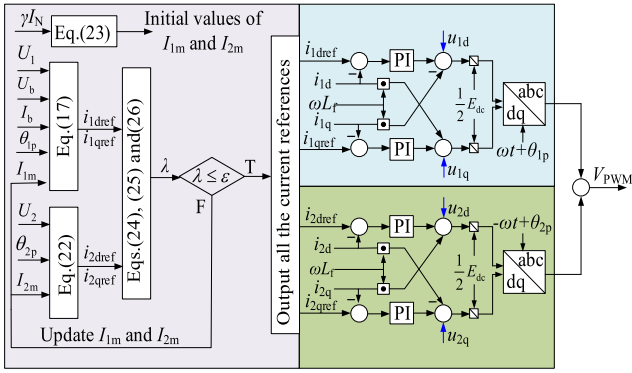 γI_N
Eq.(23)
Initial values of
I_1m and I_2m
U_1
U_b
I_b
θ_1p
I_1m
Eq.(17)
i_1dref
i_1qref
U_2
θ_2p
I_2m
Eq.(22)
i_2dref
i_2qref
Eqs.(24), (25) and(26)
λ
λ ≤ ε
T
F
Update I_1m and I_2m
Output all the current references
i_1dref
i_1d
ωL_f
i_1q
i_1qref
−
−
PI
PI
−
u_1d
u_1q
1/2 E_dc
abc
dq
ωt+θ_1p
i_2dref
i_2d
ωL_f
i_2q
i_2qref
−
−
PI
PI
−
u_2d
u_2q
1/2 E_dc
-ωt+θ_2p
abc
dq
V_PWM